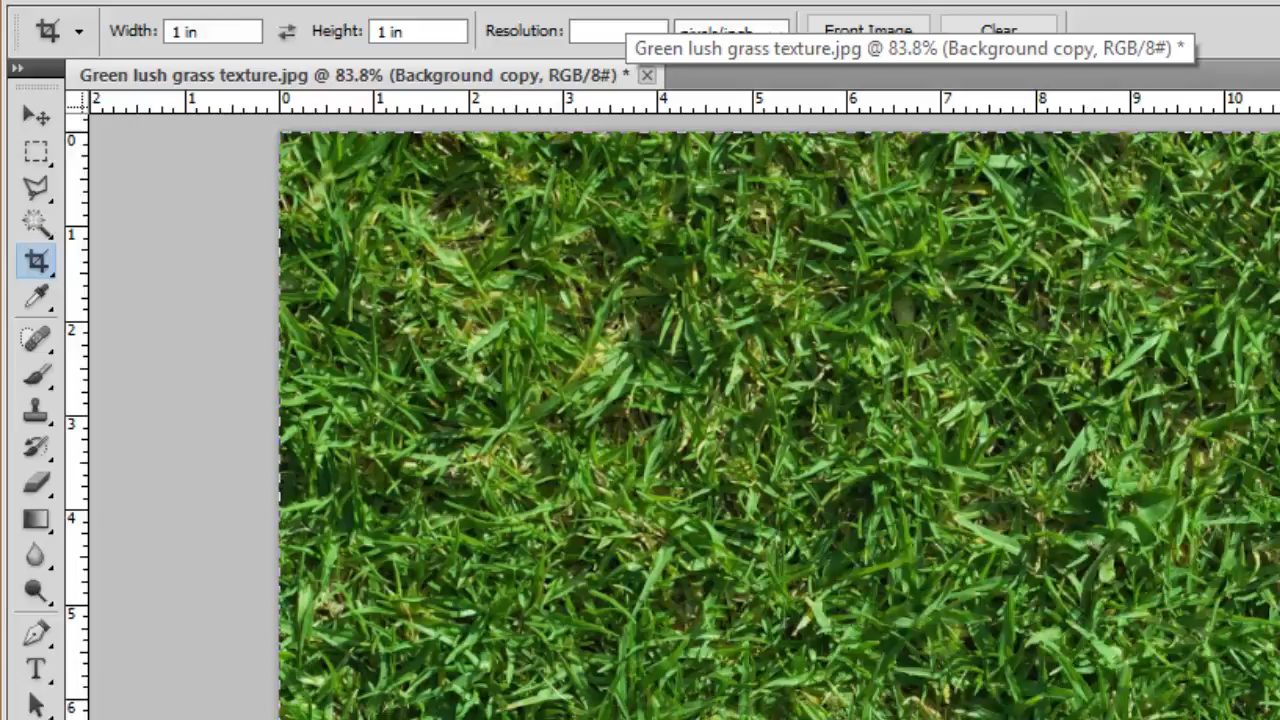 Width: 1 in Height: 1 in Resolution: pixels/inch Front Image Clear
Green lush grass texture.jpg @ 83.8% (Background copy, RGB/8#) *
Green lush grass texture.jpg @ 83.8% (Background copy, RGB/8#) *
2 1 0 1 2 3 4 5 6 7 8 9 10
0
1
2
3
4
5
6
T